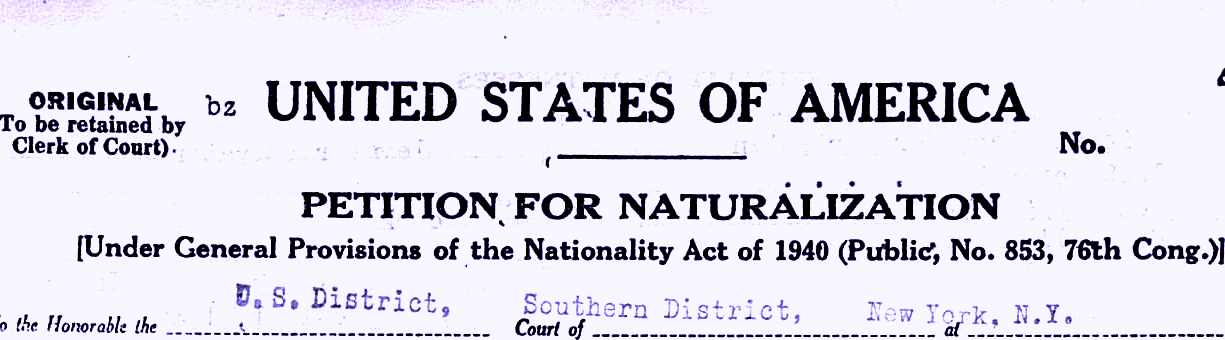 ORIGINAL
To be retained by
Clerk of Court)
bz
UNITED STATES OF AMERICA
No.
PETITION FOR NATURALIZATION
[Under General Provisions of the Nationality Act of 1940 (Public, No. 853, 76th Cong.)]
U. S. District, Southern District, New York, N.Y.
the Honorable the Court of at